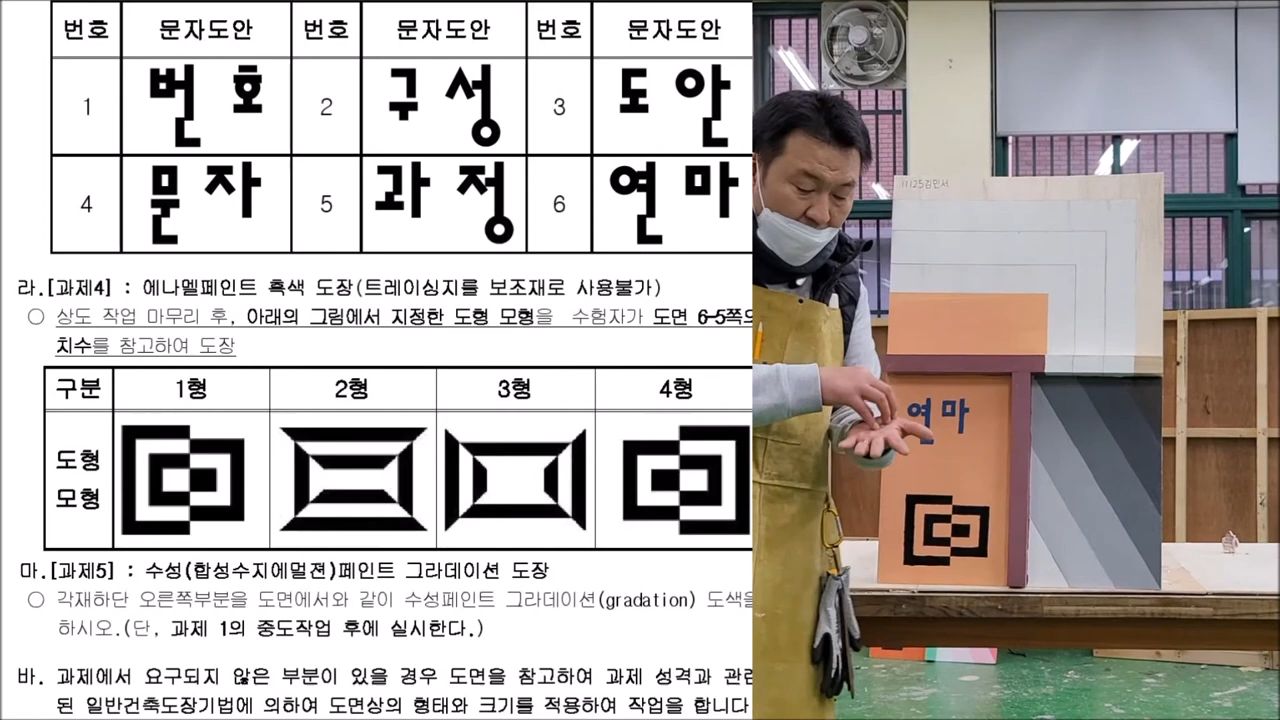 번호 문자도안 번호 문자도안 번호 문자도안
1 번호 2 구성 3 도안
4 문자 5 과정 6 연마
라.[과제4] : 에나멜페인트 흑색 도장(트레이싱지를 보조재로 사용불가)
○ 상도 작업 마무리 후, 아래의 그림에서 지정한 도형 모형을 수험자가 도면 6-5쪽으
치수를 참고하여 도장
구분 1형 2형 3형 4형
도형
모형
마.[과제5] : 수성(합성수지에멀젼)페인트 그라데이션 도장
○ 각재하단 오른쪽부분을 도면에서와 같이 수성페인트 그라데이션(gradation) 도색을
하시오.(단, 과제 1의 중도작업 후에 실시한다.)
바. 과제에서 요구되지 않은 부분이 있을 경우 도면을 참고하여 과제 성격과 관련
된 일반건축도장기법에 의하여 도면상의 형태와 크기를 적용하여 작업을 합니다
11125김민서
연마